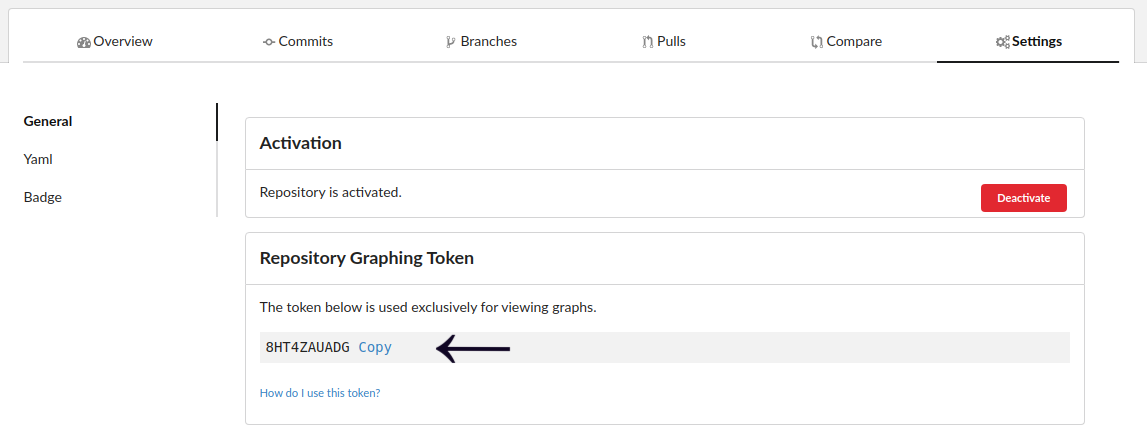 Overview Commits Branches Pulls Compare Settings
General
Yaml
Badge
Activation
Repository is activated.
Deactivate
Repository Graphing Token
The token below is used exclusively for viewing graphs.
8HT4ZAUADG Copy
How do I use this token?